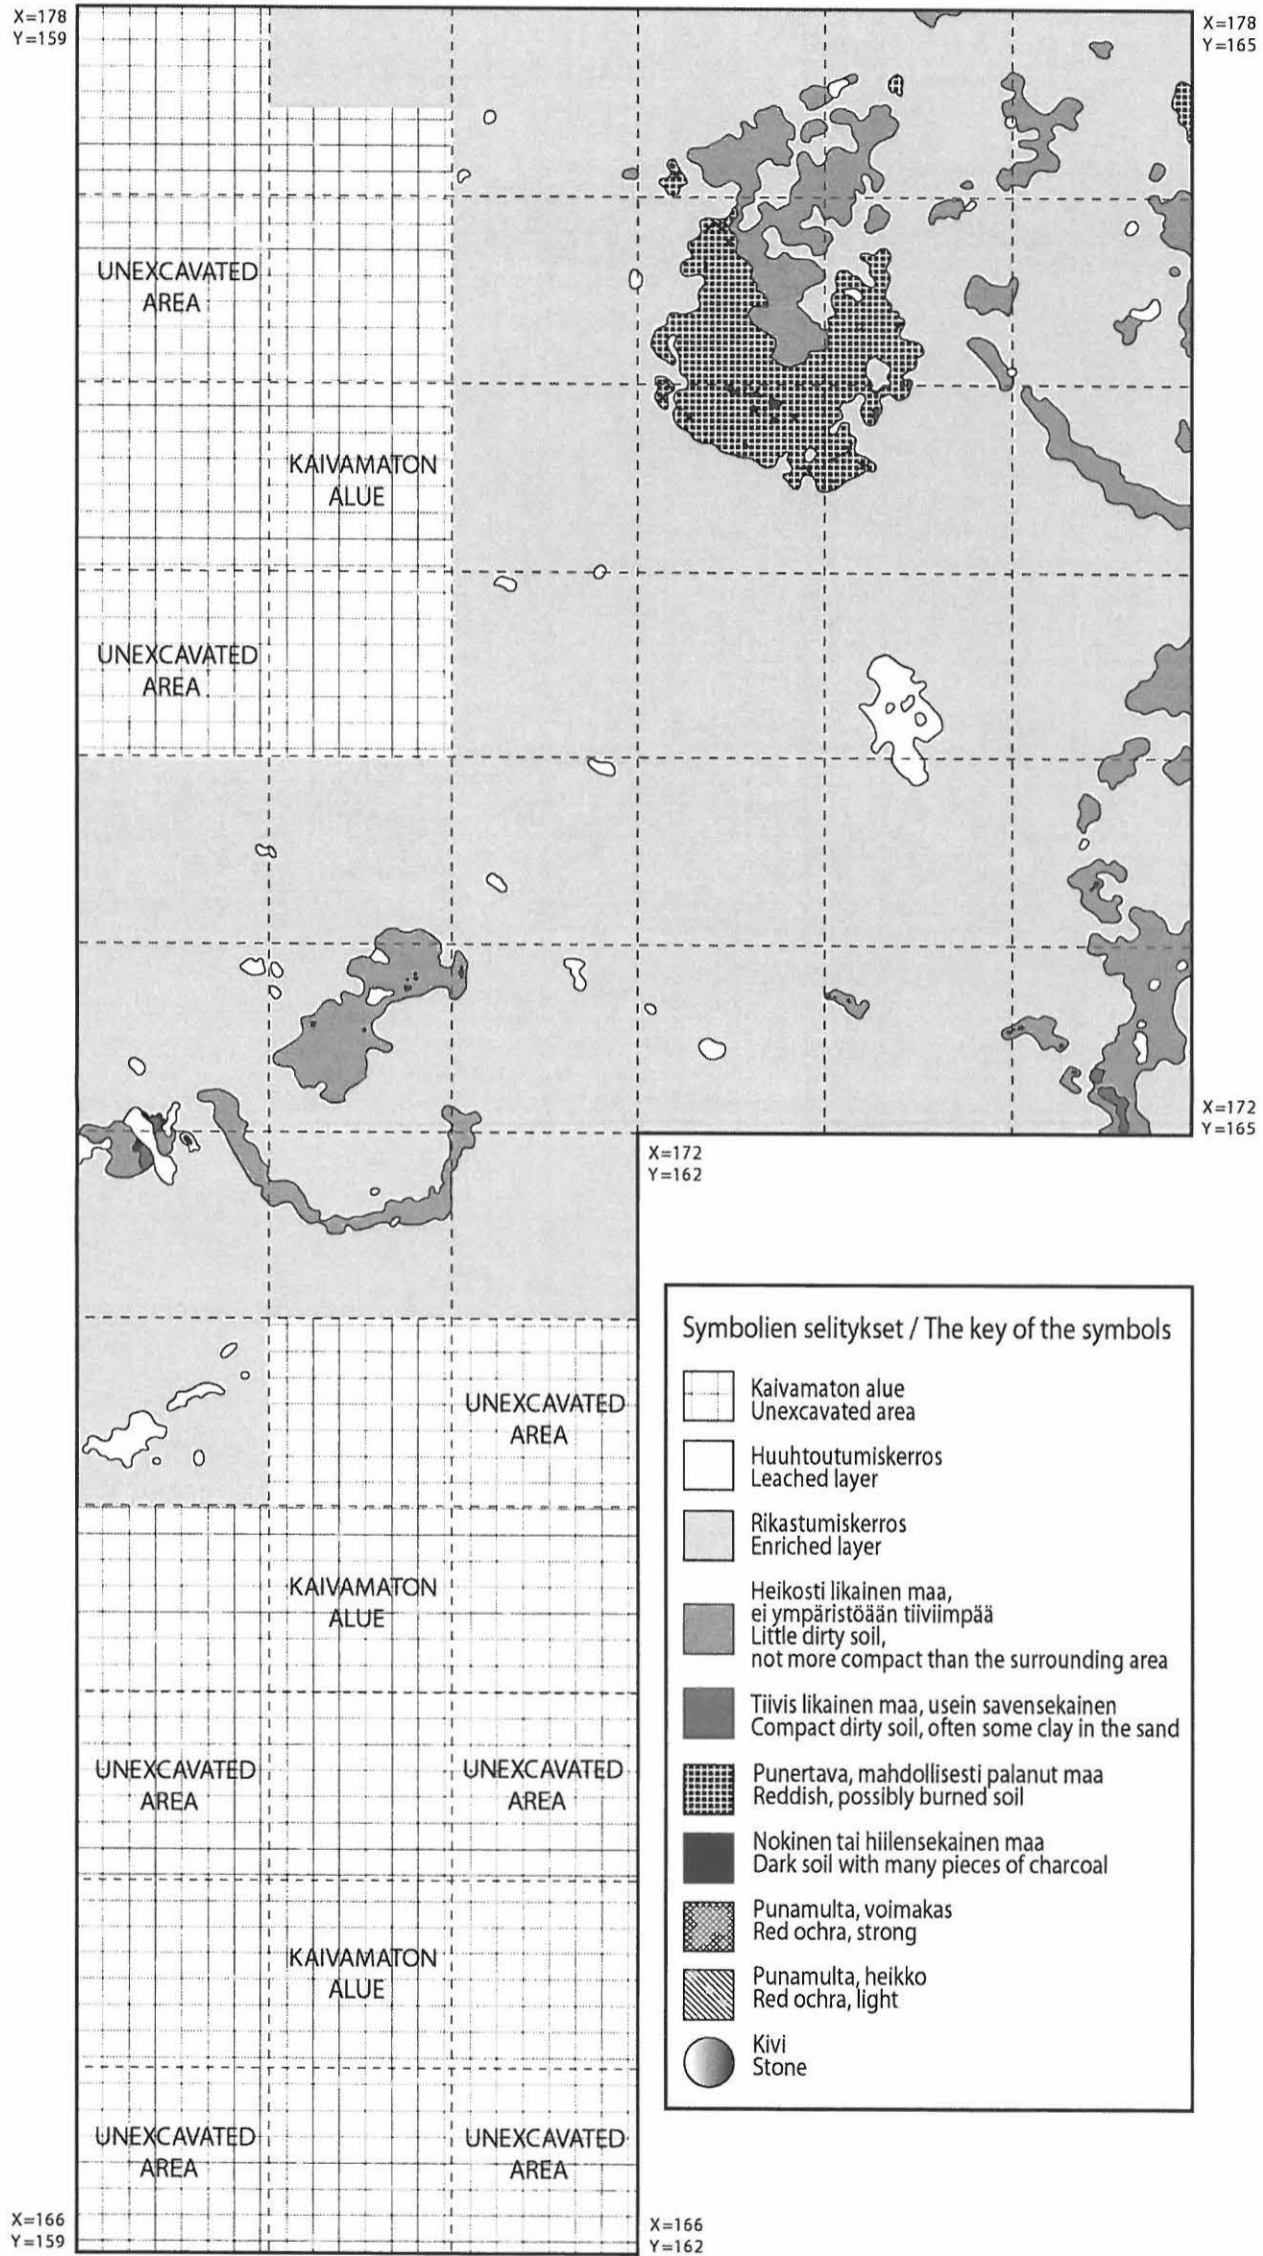 X=178
Y=159
X=178
Y=165
UNEXCAVATED
AREA
KAIVAMATON
ALUE
UNEXCAVATED
AREA
X=172
Y=165
X=172
Y=162
Symbolien selitykset / The key of the symbols
Kaivamaton alue
Unexcavated area
Huuhtoutumiskerros
Leached layer
Rikastumiskerros
Enriched layer
Heikosti likainen maa,
ei ympäristöään tiiviimpää
Little dirty soil,
not more compact than the surrounding area
Tiivis likainen maa, usein savensekainen
Compact dirty soil, often some clay in the sand
Punertava, mahdollisesti palanut maa
Reddish, possibly burned soil
Nokinen tai hiilensekainen maa
Dark soil with many pieces of charcoal
Punamulta, voimakas
Red ochra, strong
Punamulta, heikko
Red ochra, light
Kivi
Stone
UNEXCAVATED
AREA
KAIVAMATON
ALUE
UNEXCAVATED
AREA
UNEXCAVATED
AREA
KAIVAMATON
ALUE
UNEXCAVATED
AREA
UNEXCAVATED
AREA
X=166
Y=159
X=166
Y=162